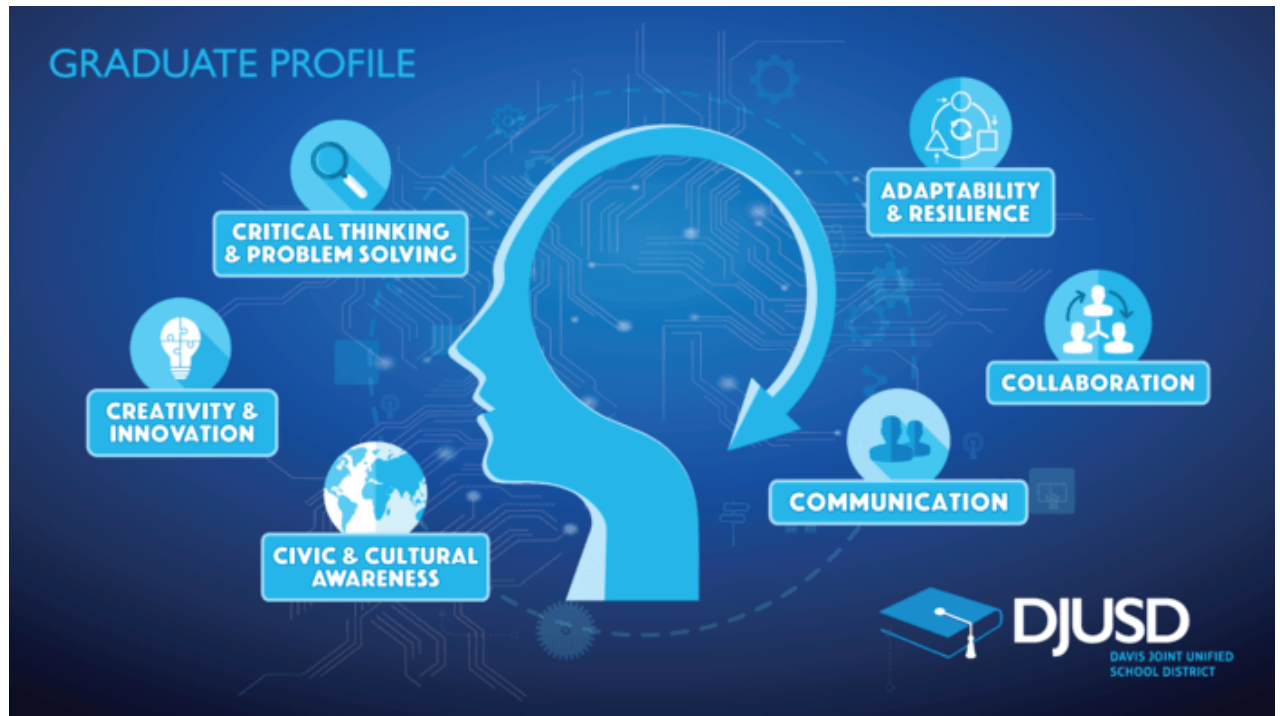 GRADUATE PROFILE
CRITICAL THINKING
& PROBLEM SOLVING
CREATIVITY &
INNOVATION
CIVIC & CULTURAL
AWARENESS
ADAPTABILITY
& RESILIENCE
COLLABORATION
COMMUNICATION
DJUSD
DAVIS JOINT UNIFIED
SCHOOL DISTRICT